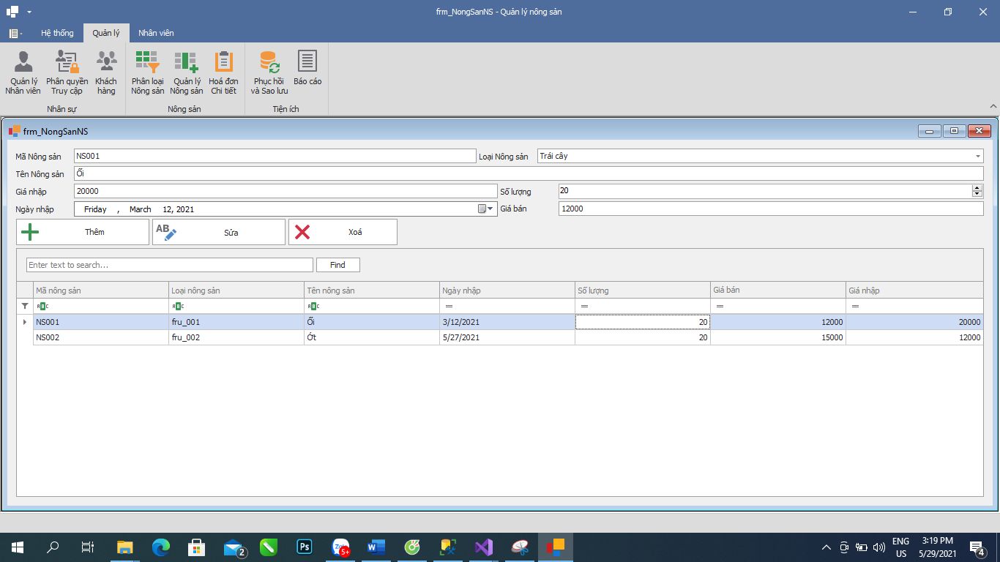 frm_NongSanNS - Quản lý nông sản
Hệ thống Quản lý Nhân viên
Quản lý Nhân viên
Phân quyền Truy cập
Khách hàng
Phân loại Nông sản
Quản lý Nông sản
Hoá đơn Chi tiết
Phục hồi và Sao lưu
Báo cáo
Nhân sự Nông sản Tiện ích
frm_NongSanNS
Mã Nông sản NS001 Loại Nông sản Trái cây
Tên Nông sản Ổi
Giá nhập 20000 Số lượng 20
Ngày nhập Friday , March 12, 2021 Giá bán 12000
Thêm AB Sửa Xoá
Enter text to search... Find
Mã nông sản Loại nông sản Tên nông sản Ngày nhập Số lượng Giá bán Giá nhập
ABC ABC ABC = = = =
NS001 fru_001 Ổi 3/12/2021 20 12000 20000
NS002 fru_002 Ớt 5/27/2021 20 15000 12000
2 Ps Zalo 5+ W
ENG US
3:19 PM
5/29/2021
4